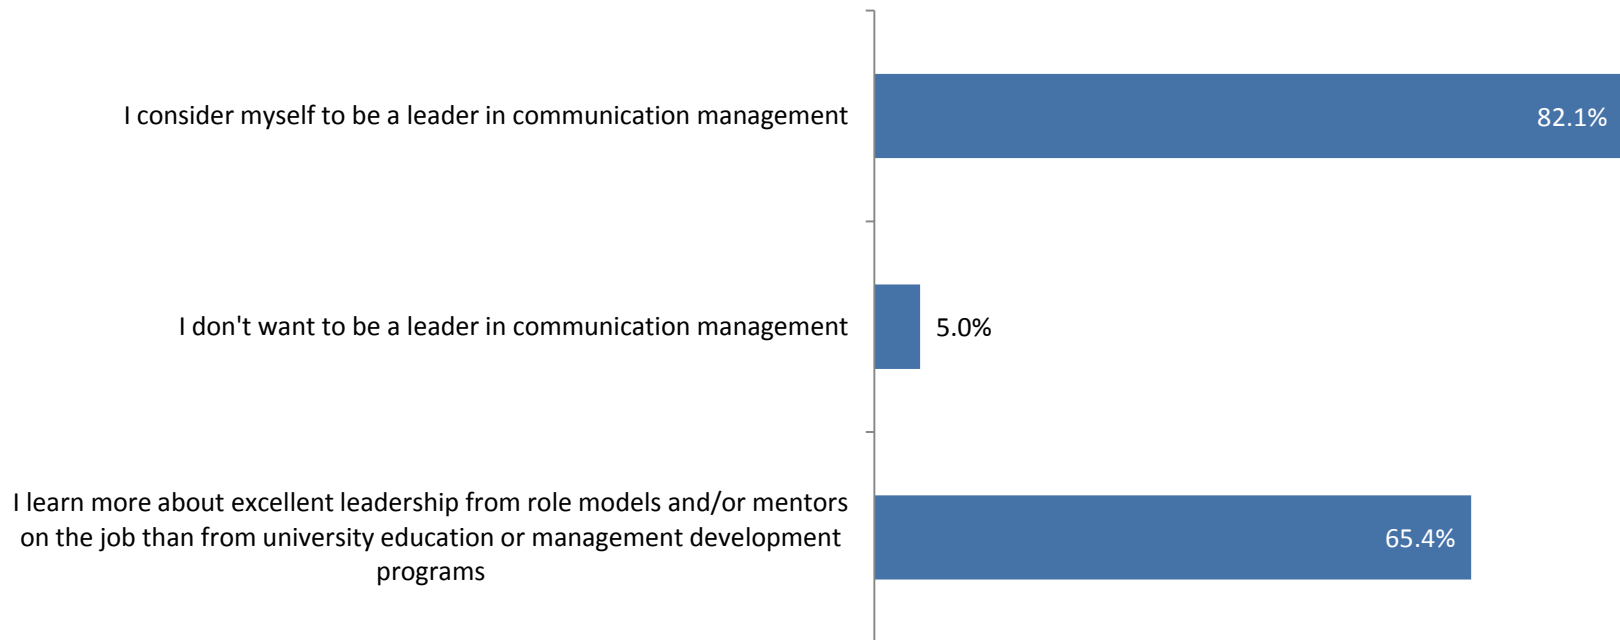 I consider myself to be a leader in communication management
82.1%
I don't want to be a leader in communication management
5.0%
I learn more about excellent leadership from role models and/or mentors
on the job than from university education or management development
programs
65.4%